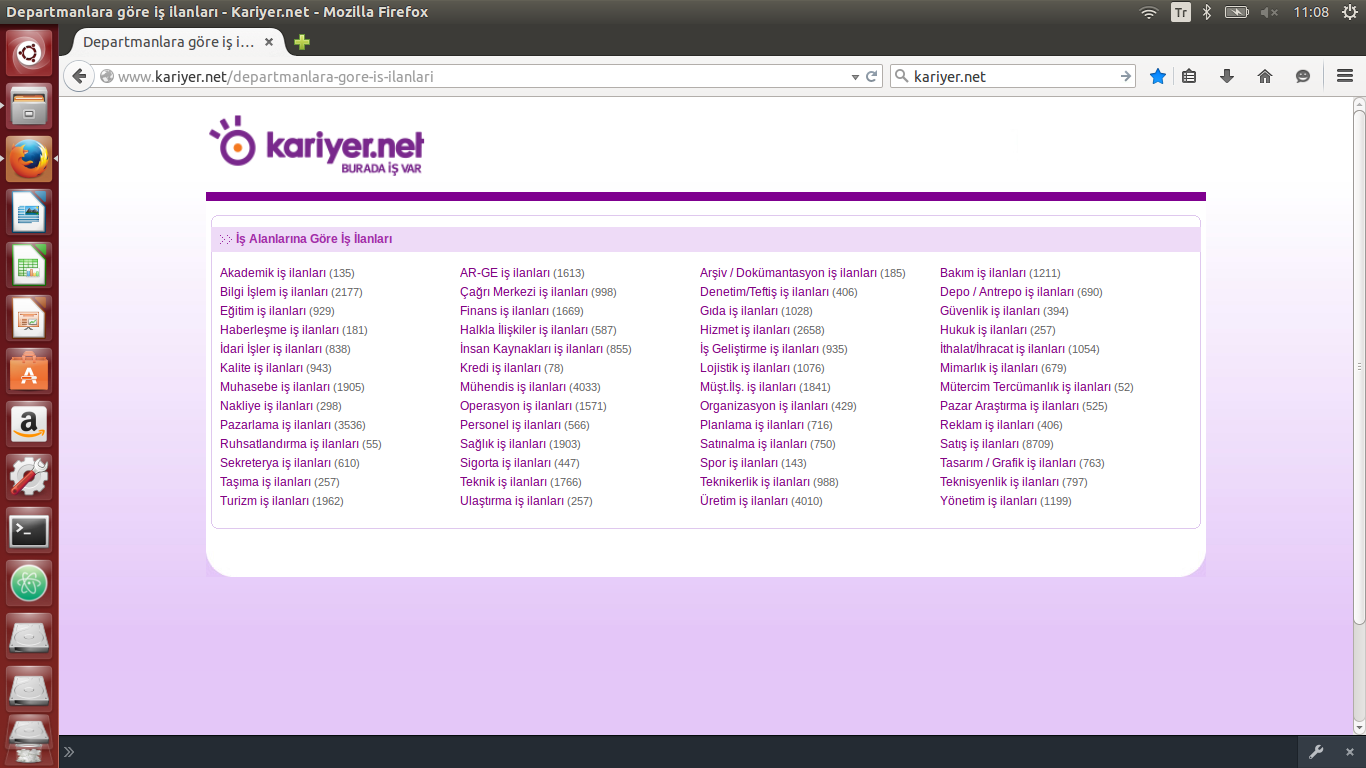 Departmanlara göre iş ilanları - Kariyer.net - Mozilla Firefox
Tr
11:08
Departmanlara göre iş i...
www.kariyer.net/departmanlara-gore-is-ilanlari
kariyer.net
kariyer.net
BURADA İŞ VAR
İş Alanlarına Göre İş İlanları
Akademik iş ilanları (135) AR-GE iş ilanları (1613) Arşiv / Dokümantasyon iş ilanları (185) Bakım iş ilanları (1211)
Bilgi İşlem iş ilanları (2177) Çağrı Merkezi iş ilanları (998) Denetim/Teftiş iş ilanları (406) Depo / Antrepo iş ilanları (690)
Eğitim iş ilanları (929) Finans iş ilanları (1669) Gıda iş ilanları (1028) Güvenlik iş ilanları (394)
Haberleşme iş ilanları (181) Halkla İlişkiler iş ilanları (587) Hizmet iş ilanları (2658) Hukuk iş ilanları (257)
İdari İşler iş ilanları (838) İnsan Kaynakları iş ilanları (855) İş Geliştirme iş ilanları (935) İthalat/İhracat iş ilanları (1054)
Kalite iş ilanları (943) Kredi iş ilanları (78) Lojistik iş ilanları (1076) Mimarlık iş ilanları (679)
Muhasebe iş ilanları (1905) Mühendis iş ilanları (4033) Müşt.İlş. iş ilanları (1841) Mütercim Tercümanlık iş ilanları (52)
Nakliye iş ilanları (298) Operasyon iş ilanları (1571) Organizasyon iş ilanları (429) Pazar Araştırma iş ilanları (525)
Pazarlama iş ilanları (3536) Personel iş ilanları (566) Planlama iş ilanları (716) Reklam iş ilanları (406)
Ruhsatlandırma iş ilanları (55) Sağlık iş ilanları (1903) Satınalma iş ilanları (750) Satış iş ilanları (8709)
Sekreterya iş ilanları (610) Sigorta iş ilanları (447) Spor iş ilanları (143) Tasarım / Grafik iş ilanları (763)
Taşıma iş ilanları (257) Teknik iş ilanları (1766) Teknikerlik iş ilanları (988) Teknisyenlik iş ilanları (797)
Turizm iş ilanları (1962) Ulaştırma iş ilanları (257) Üretim iş ilanları (4010) Yönetim iş ilanları (1199)